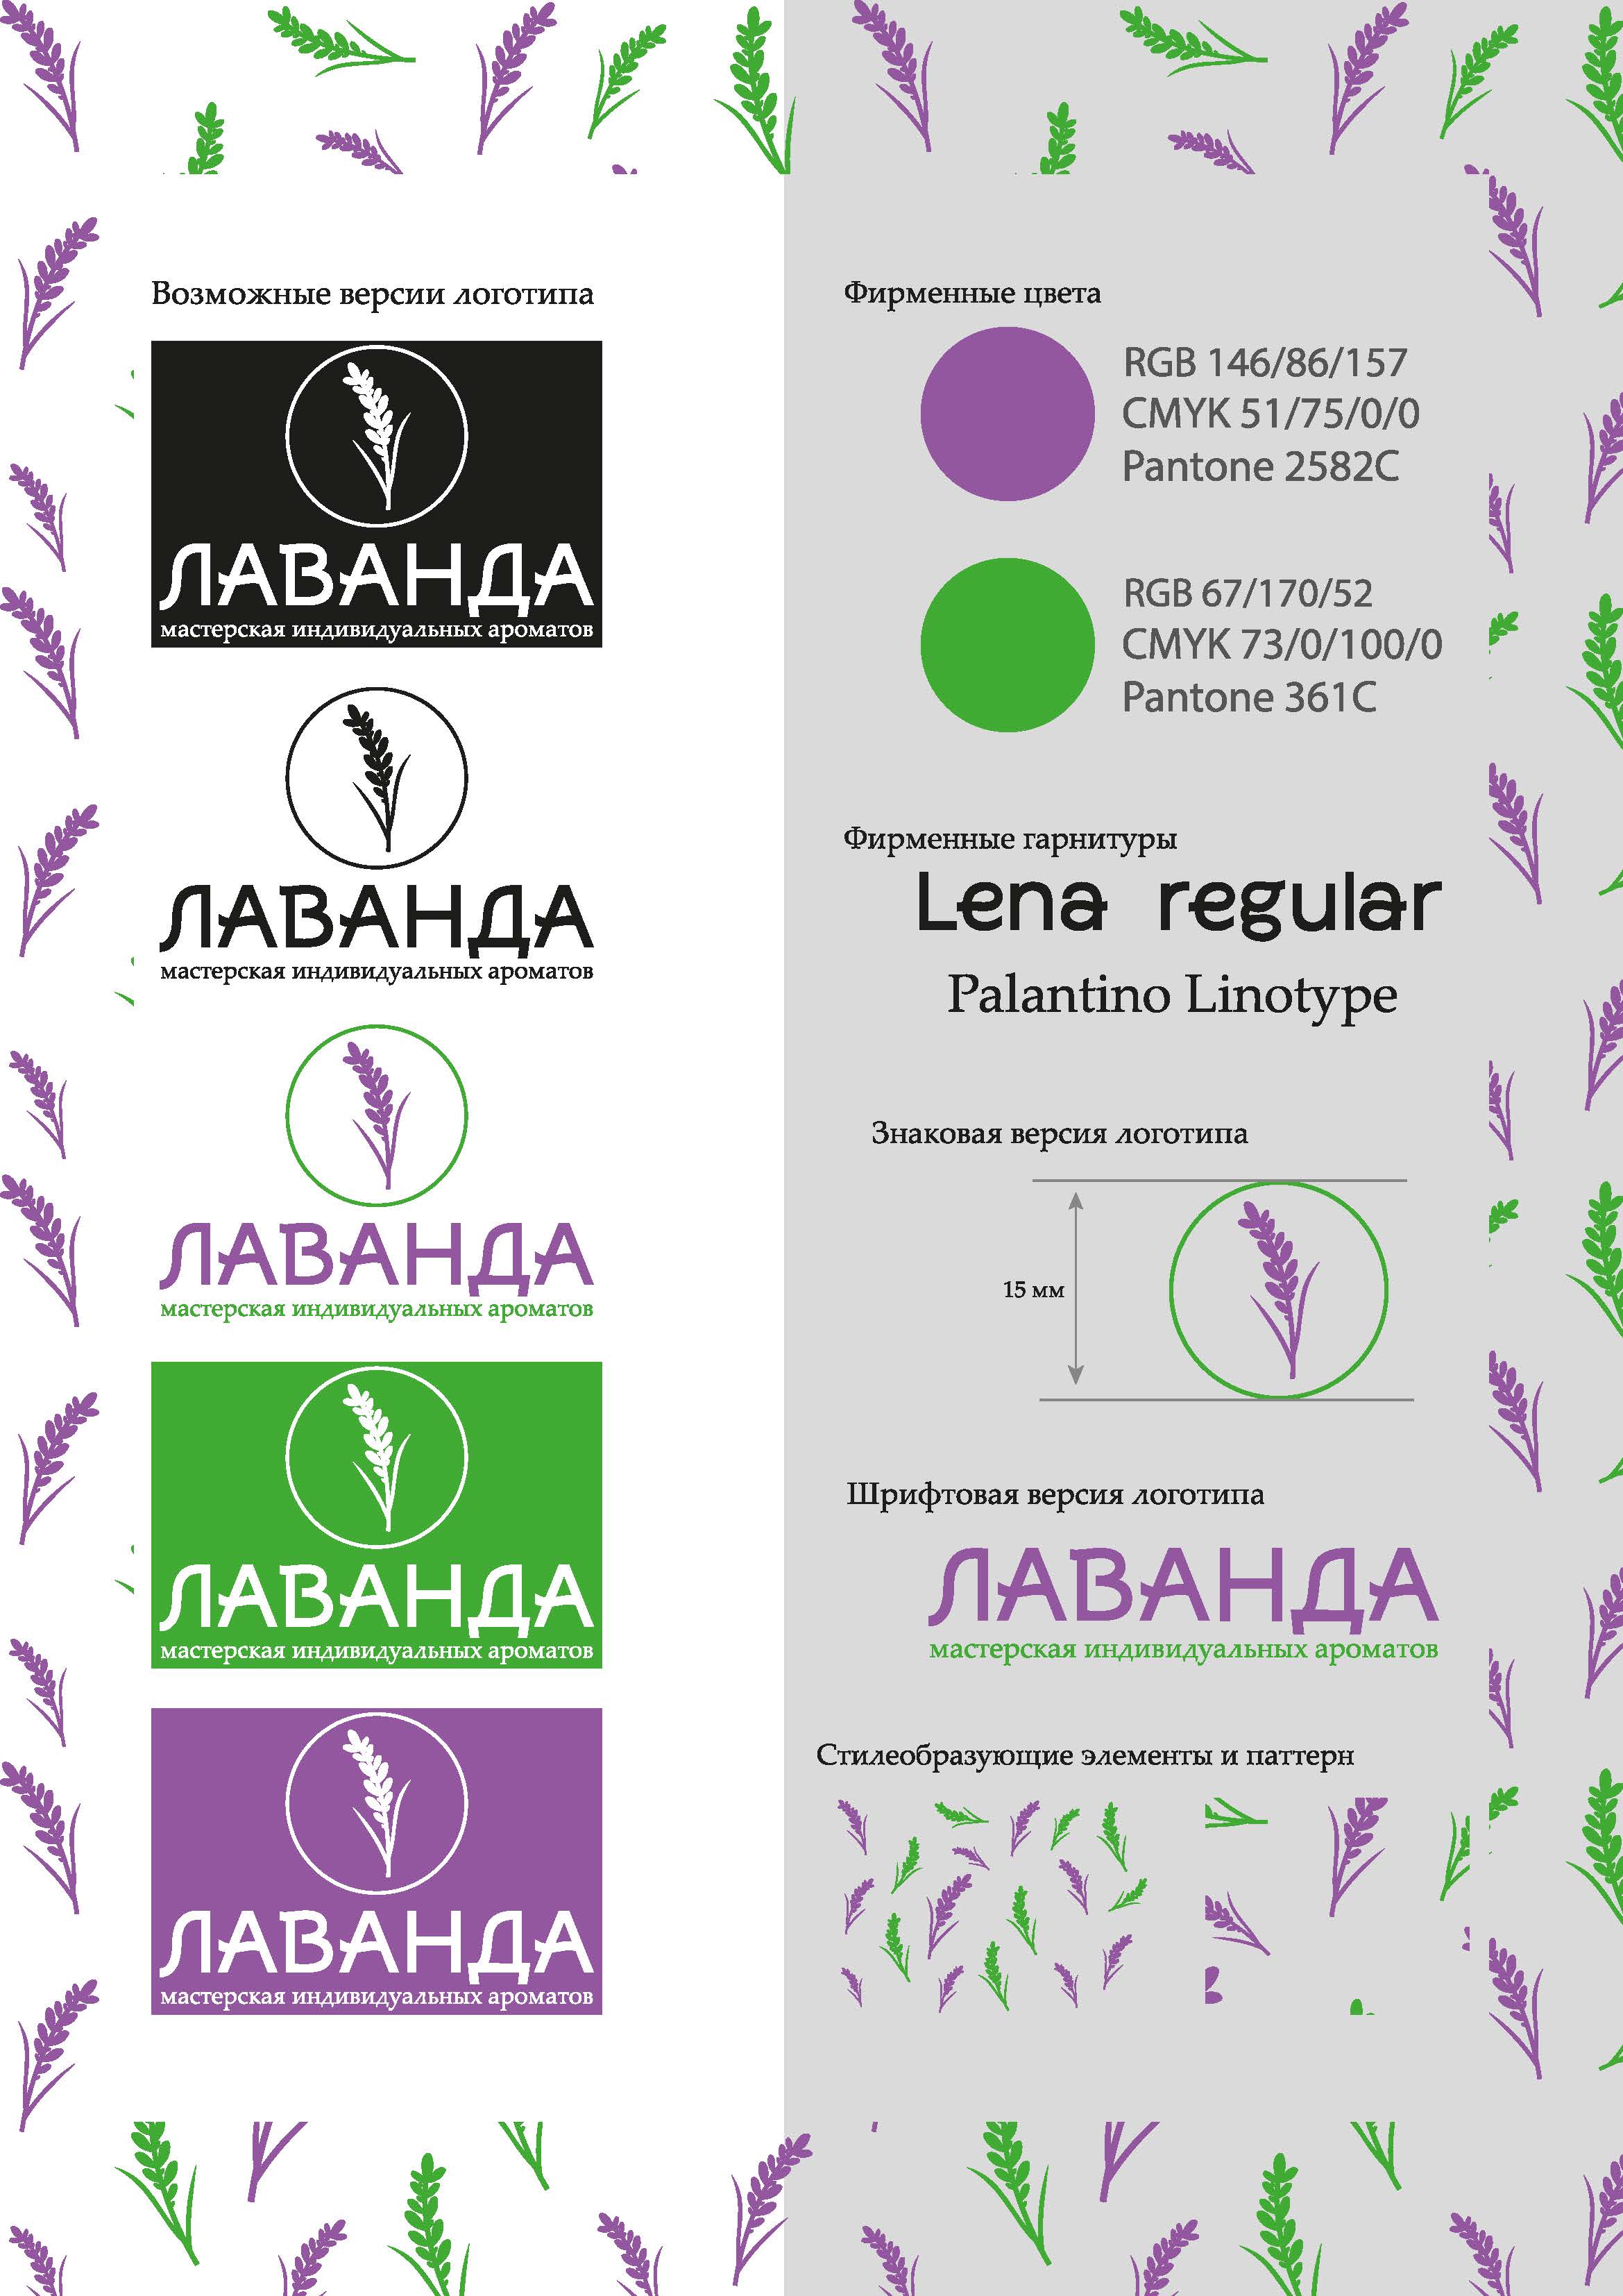 Возможные версии логотипа
ЛАВАНДА
мастерская индивидуальных ароматов
ЛАВАНДА
мастерская индивидуальных ароматов
ЛАВАНДА
мастерская индивидуальных ароматов
ЛАВАНДА
мастерская индивидуальных ароматов
ЛАВАНДА
мастерская индивидуальных ароматов
Фирменные цвета
RGB 146/86/157
CMYK 51/75/0/0
Pantone 2582C
RGB 67/170/52
CMYK 73/0/100/0
Pantone 361C
Фирменные гарнитуры
Lena regular
Palantino Linotype
Знаковая версия логотипа
15 мм
Шрифтовая версия логотипа
ЛАВАНДА
мастерская индивидуальных ароматов
Стилеобразующие элементы и паттерн